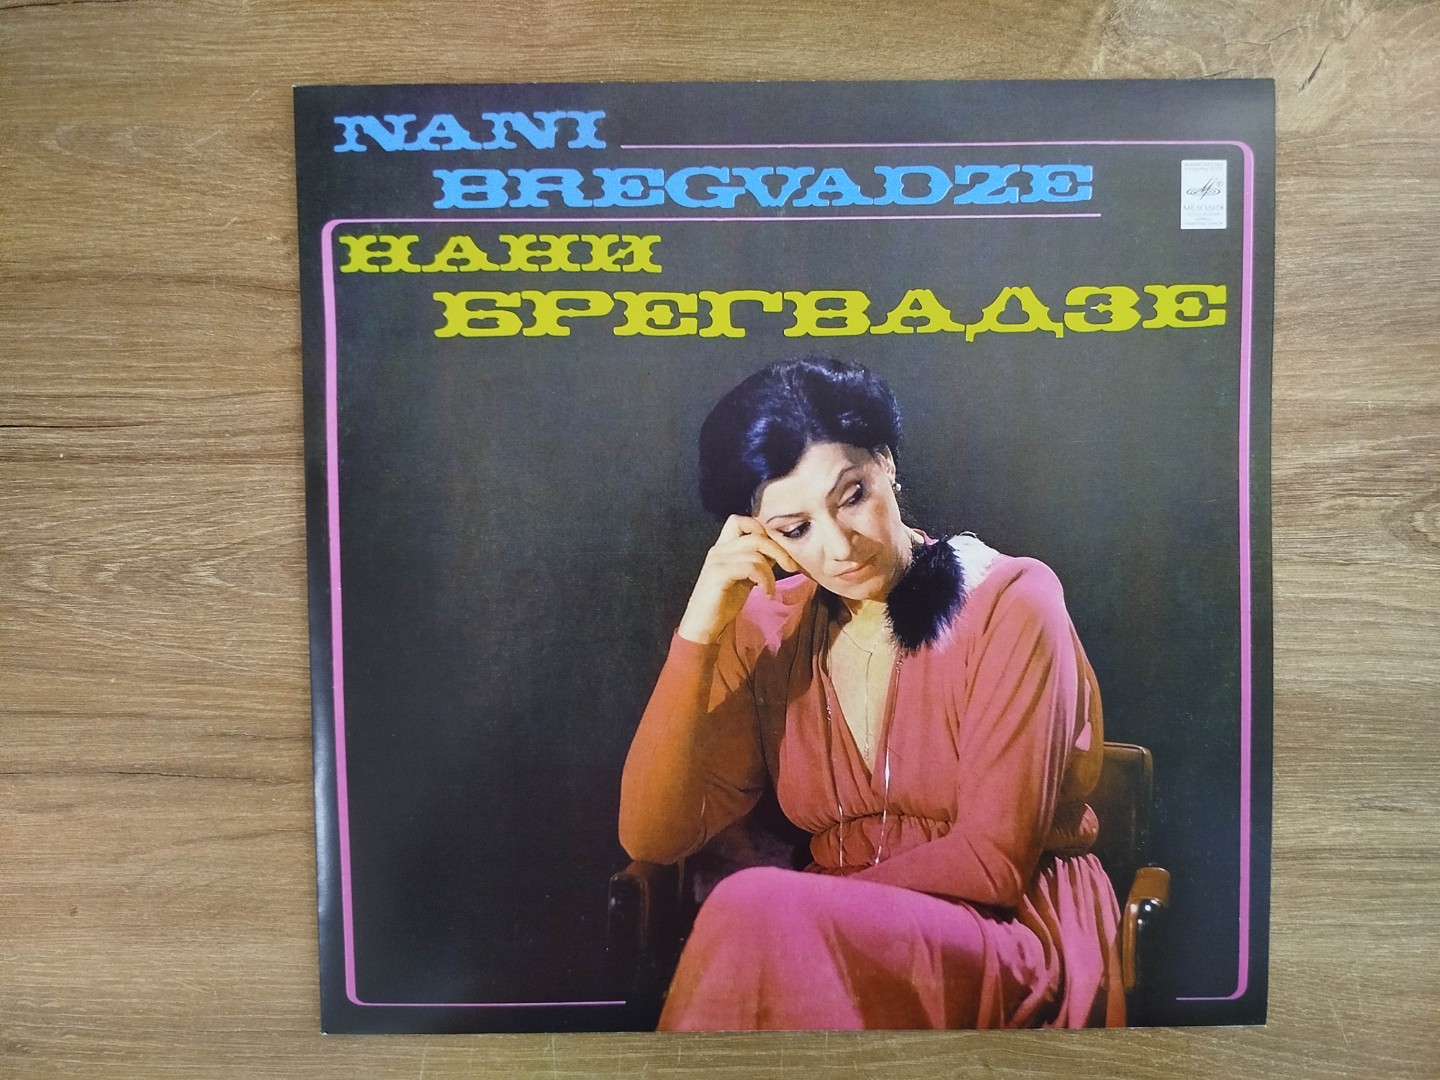 NANI
BREGVADZE
НАНИ
БРЕГВАДЗЕ
МЕЛОДИЯ